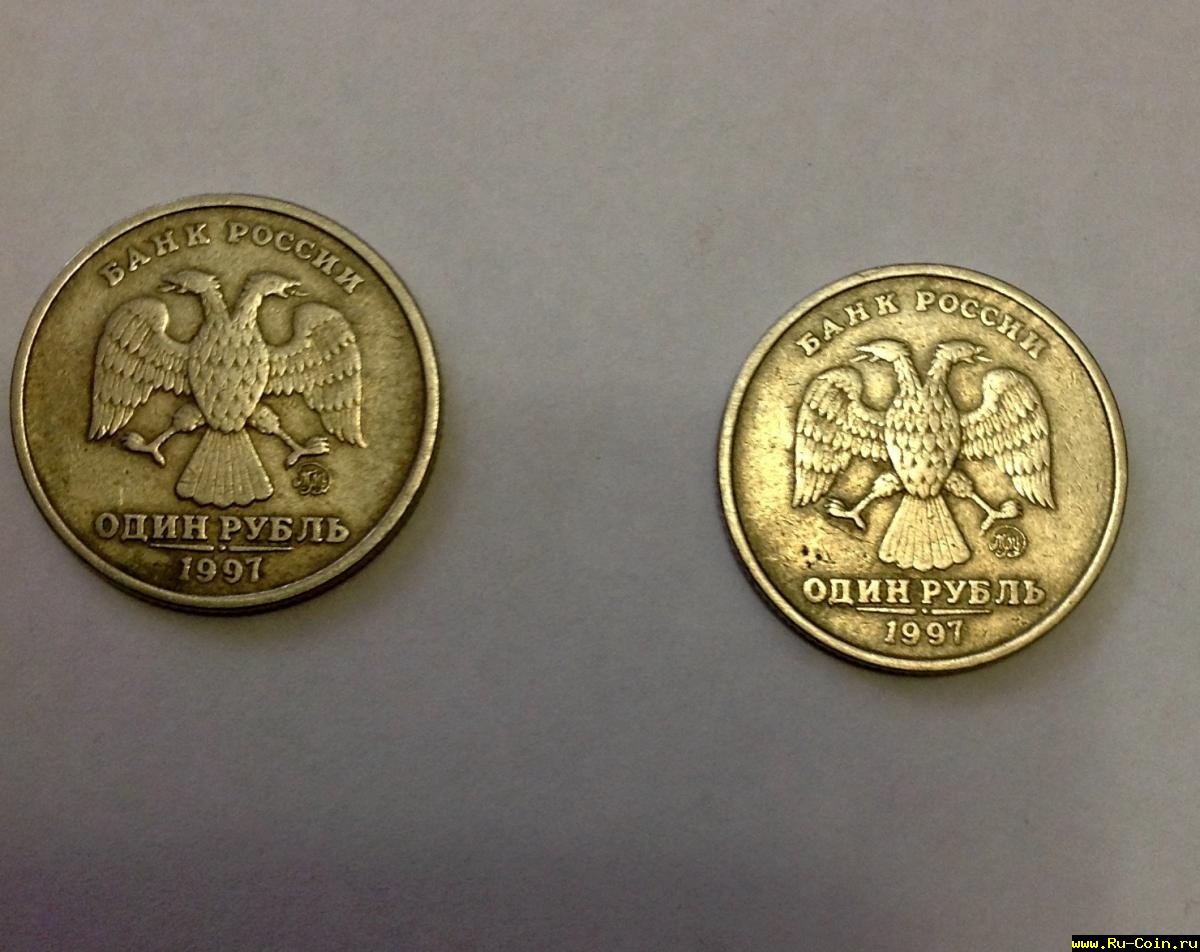 БАНК РОССИИ
ОДИН РУБЛЬ
1997
БАНК РОССИИ
ОДИН РУБЛЬ
1997
www.Ru-Coin.ru